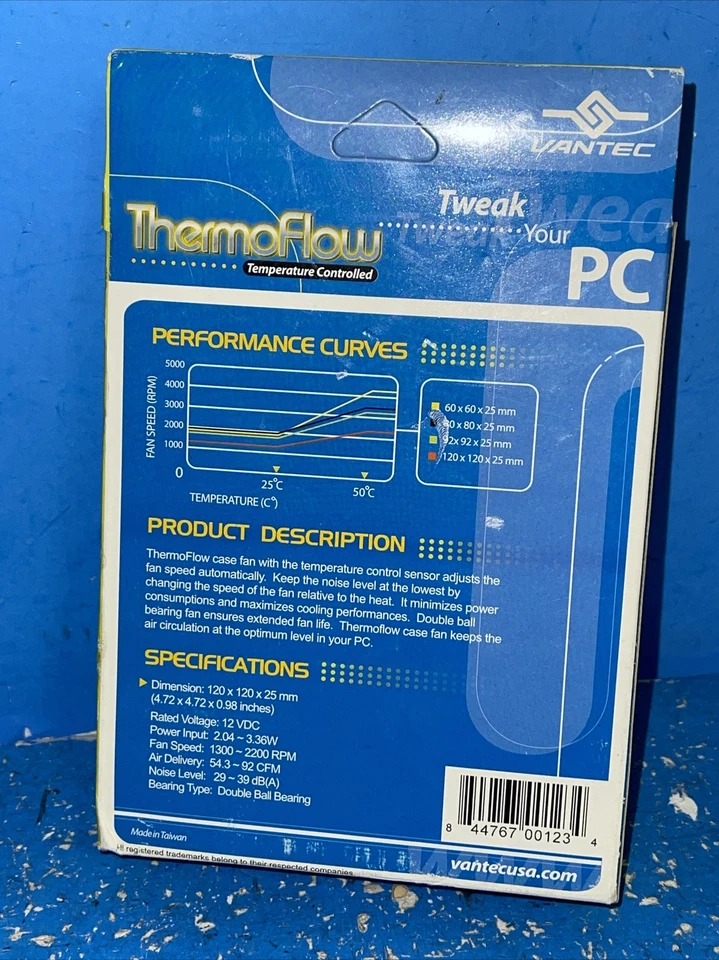 VANTEC
Tweak
Your
PC
ThermoFlow
Temperature Controlled
PERFORMANCE CURVES
FAN SPEED (RPM)
5000
4000
3000
2000
1000
0
25°C
50°C
TEMPERATURE (C°)
60 x 60 x 25 mm
0 x 80 x 25 mm
2x 92 x 25 mm
120 x 120 x 25 mm
PRODUCT DESCRIPTION
ThermoFlow case fan with the temperature control sensor adjusts the
fan speed automatically. Keep the noise level at the lowest by
changing the speed of the fan relative to the heat. It minimizes power
consumptions and maximizes cooling performances. Double ball
bearing fan ensures extended fan life. Thermoflow case fan keeps the
air circulation at the optimum level in your PC.
SPECIFICATIONS
Dimension: 120 x 120 x 25 mm
(4.72 x 4.72 x 0.98 inches)
Rated Voltage: 12 VDC
Power Input: 2.04 ~ 3.36W
Fan Speed: 1300 ~ 2200 RPM
Air Delivery: 54.3 ~ 92 CFM
Noise Level: 29 ~ 39 dB(A)
Bearing Type: Double Ball Bearing
8 44767 00123 4
Made in Taiwan
All registered trademarks belong to their respected companies.
vantecusa.com